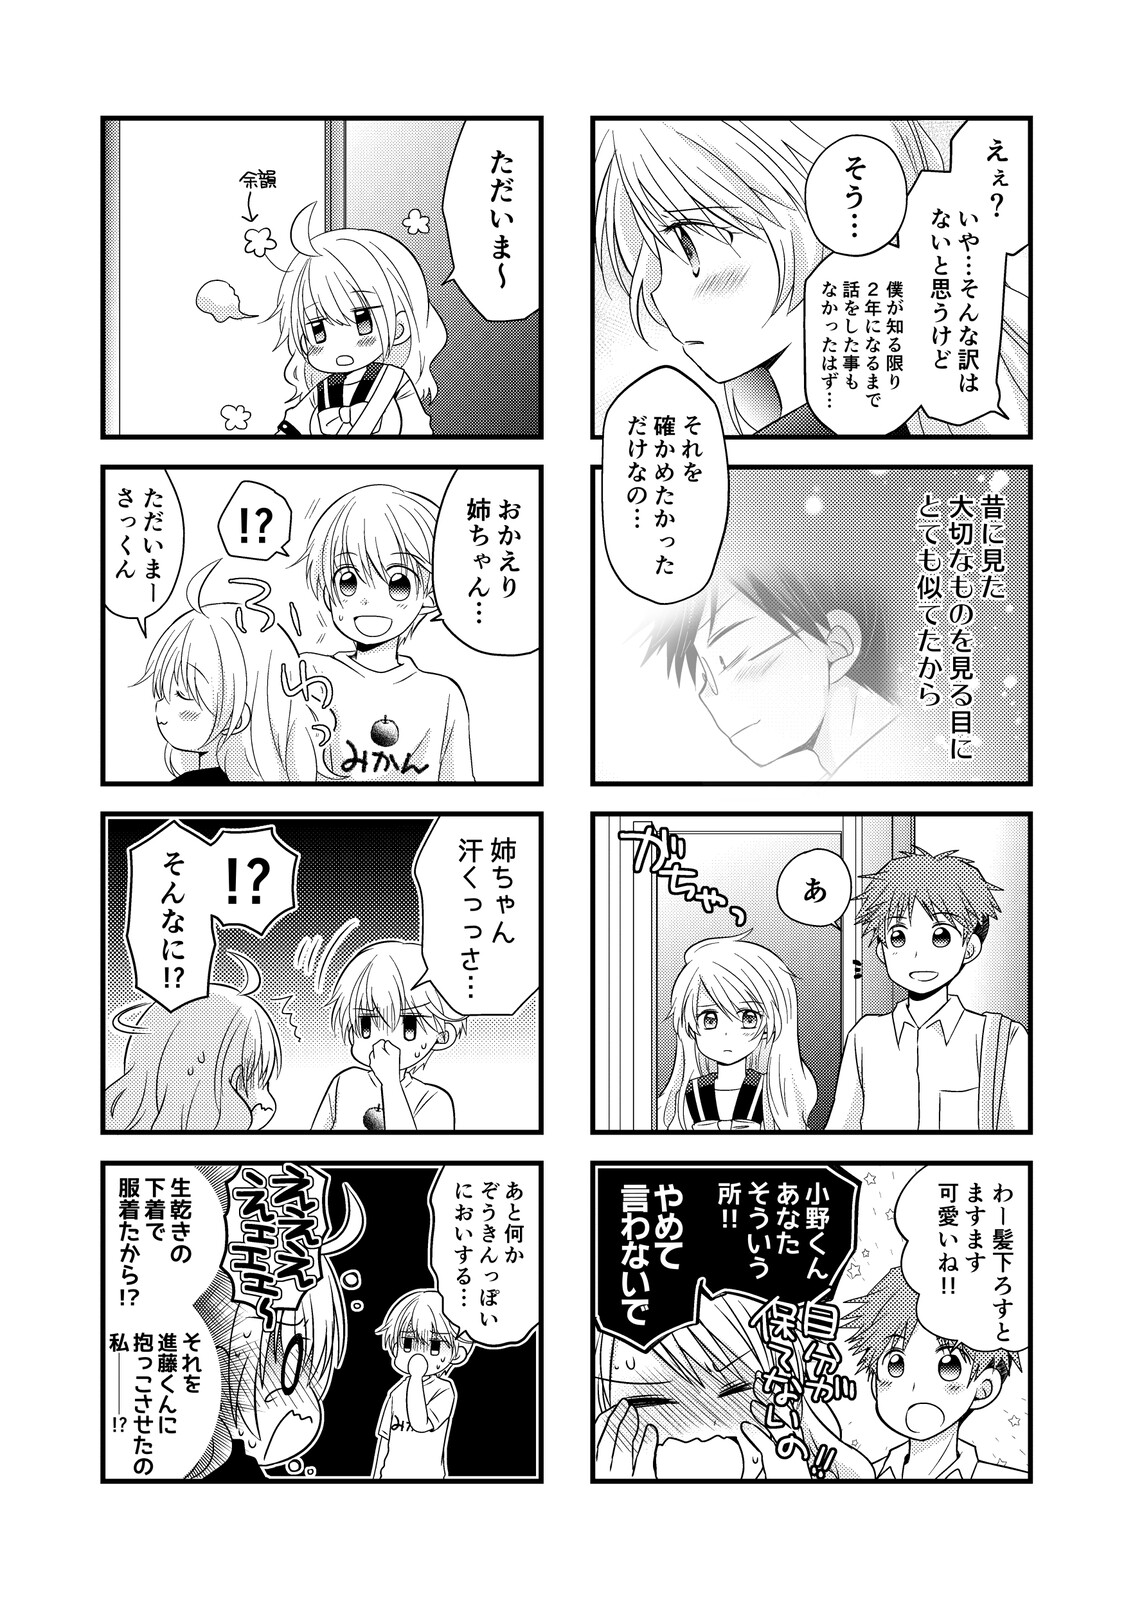 えぇ？
いや…そんな訳は
ないと思うけど
僕が知る限り
２年になるまで
話をした事も
なかったはず…
そう…
それを
確かめたかった
だけなの…
昔に見た
大切なものを見る目に
とても似てたから
がちゃっ
あ
わー髪下ろすと
ますます
可愛いね!!
小野くん
あなた
そういう
所!!
やめて
言わないで
自分が
保てないの!!
ただいま～
余韻
おかえり
姉ちゃん…
!?
ただいまー
さっくん
ふ
ゆっ
みかん
姉ちゃん
汗くっっさ…
!?
そんなに!?
あと何か
ぞうきんっぽい
においする…
みかん
えええ
えエエエ～
生乾きの
下着で
服着たから!?
それを
進藤くんに
抱っこさせたの
私――!?